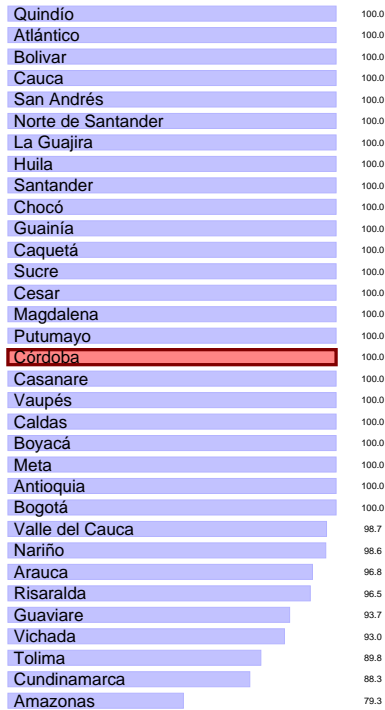 Quindío 100.0
Atlántico 100.0
Bolivar 100.0
Cauca 100.0
San Andrés 100.0
Norte de Santander 100.0
La Guajira 100.0
Huila 100.0
Santander 100.0
Chocó 100.0
Guainía 100.0
Caquetá 100.0
Sucre 100.0
Cesar 100.0
Magdalena 100.0
Putumayo 100.0
Córdoba 100.0
Casanare 100.0
Vaupés 100.0
Caldas 100.0
Boyacá 100.0
Meta 100.0
Antioquia 100.0
Bogotá 100.0
Valle del Cauca 98.7
Nariño 98.6
Arauca 96.8
Risaralda 96.5
Guaviare 93.7
Vichada 93.0
Tolima 89.8
Cundinamarca 88.3
Amazonas 79.3